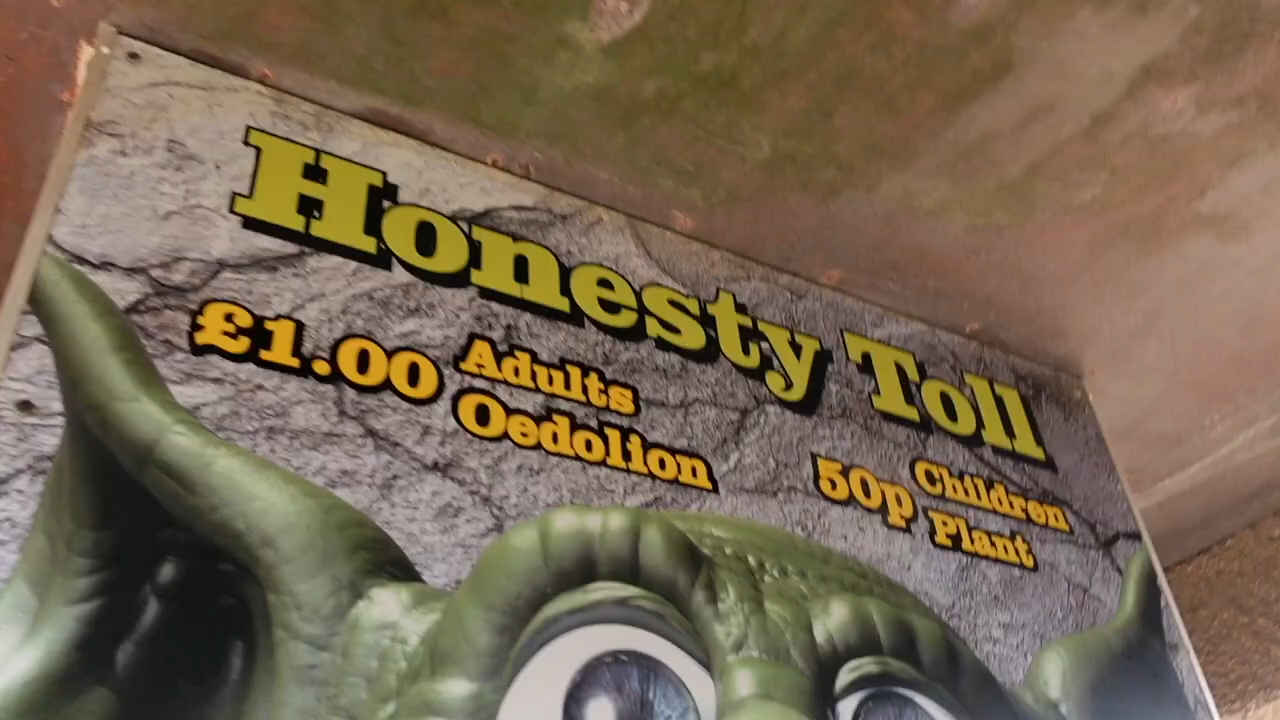 Honesty Toll
£1.00 Adults
Oedolion
50p Children
Plant